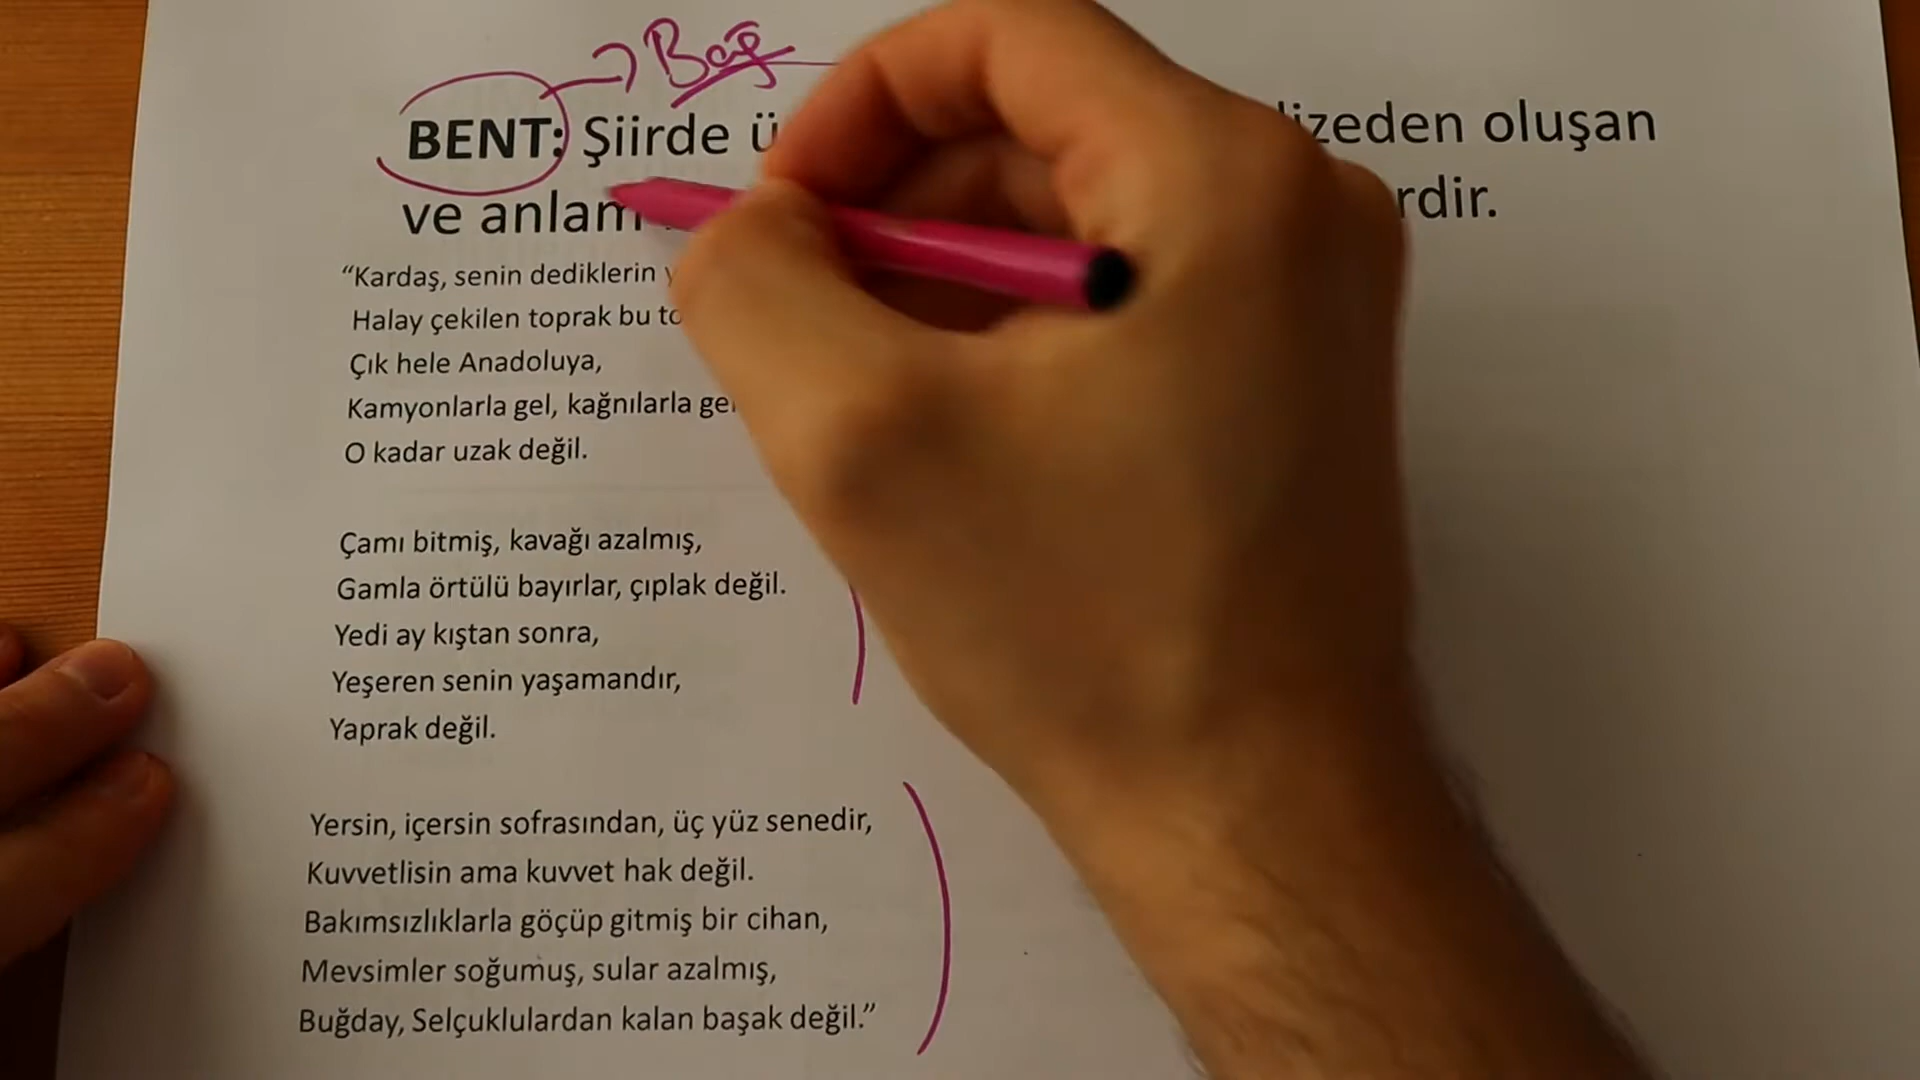 Bağ
BENT: Şiirde
oluşan
ve anlam
“Kardaş, senin dediklerin
Halay çekilen toprak bu
Çık hele Anadoluya,
Kamyonlarla gel, kağnılarla
O kadar uzak değil.
Çamı bitmiş, kavağı azalmış,
Gamla örtülü bayırlar, çıplak değil.
Yedi ay kıştan sonra,
Yeşeren senin yaşamandır,
Yaprak değil.
Yersin, içersin sofrasından, üç yüz senedir,
Kuvvetlisin ama kuvvet hak değil.
Bakımsızlıklarla göçüp gitmiş bir cihan,
Mevsimler soğumuş, sular azalmış,
Buğday, Selçuklulardan kalan başak değil.”